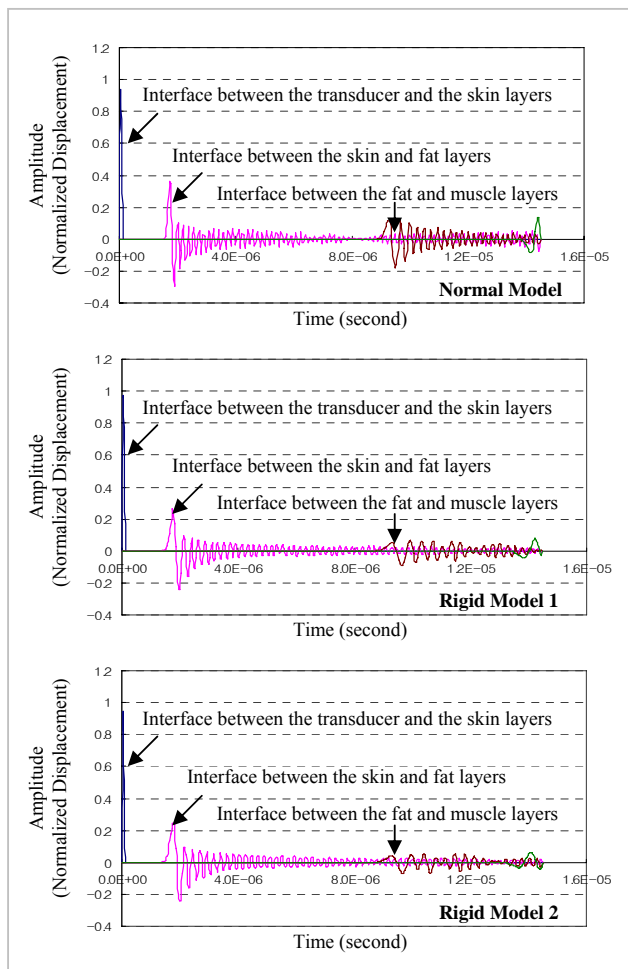 1.2
1
Interface between the transducer and the skin layers
0.8
0.6
Interface between the skin and fat layers
0.4
Interface between the fat and muscle layers
0.2
0
0.0E+00 4.0E-06 8.0E-06 1.2E-05 1.6E-05
-0.2
Normal Model
-0.4
Amplitude
(Normalized Displacement)
Time (second)
1.2
1
Interface between the transducer and the skin layers
0.8
0.6
Interface between the skin and fat layers
0.4
Interface between the fat and muscle layers
0.2
0
0.0E+00 4.0E-06 8.0E-06 1.2E-05 1.6E-05
-0.2
Rigid Model 1
-0.4
Amplitude
(Normalized Displacement)
Time (second)
1.2
1
Interface between the transducer and the skin layers
0.8
0.6
Interface between the skin and fat layers
0.4
Interface between the fat and muscle layers
0.2
0
0.0E+00 4.0E-06 8.0E-06 1.2E-05 1.6E-05
-0.2
Rigid Model 2
-0.4
Amplitude
(Normalized Displacement)
Time (second)